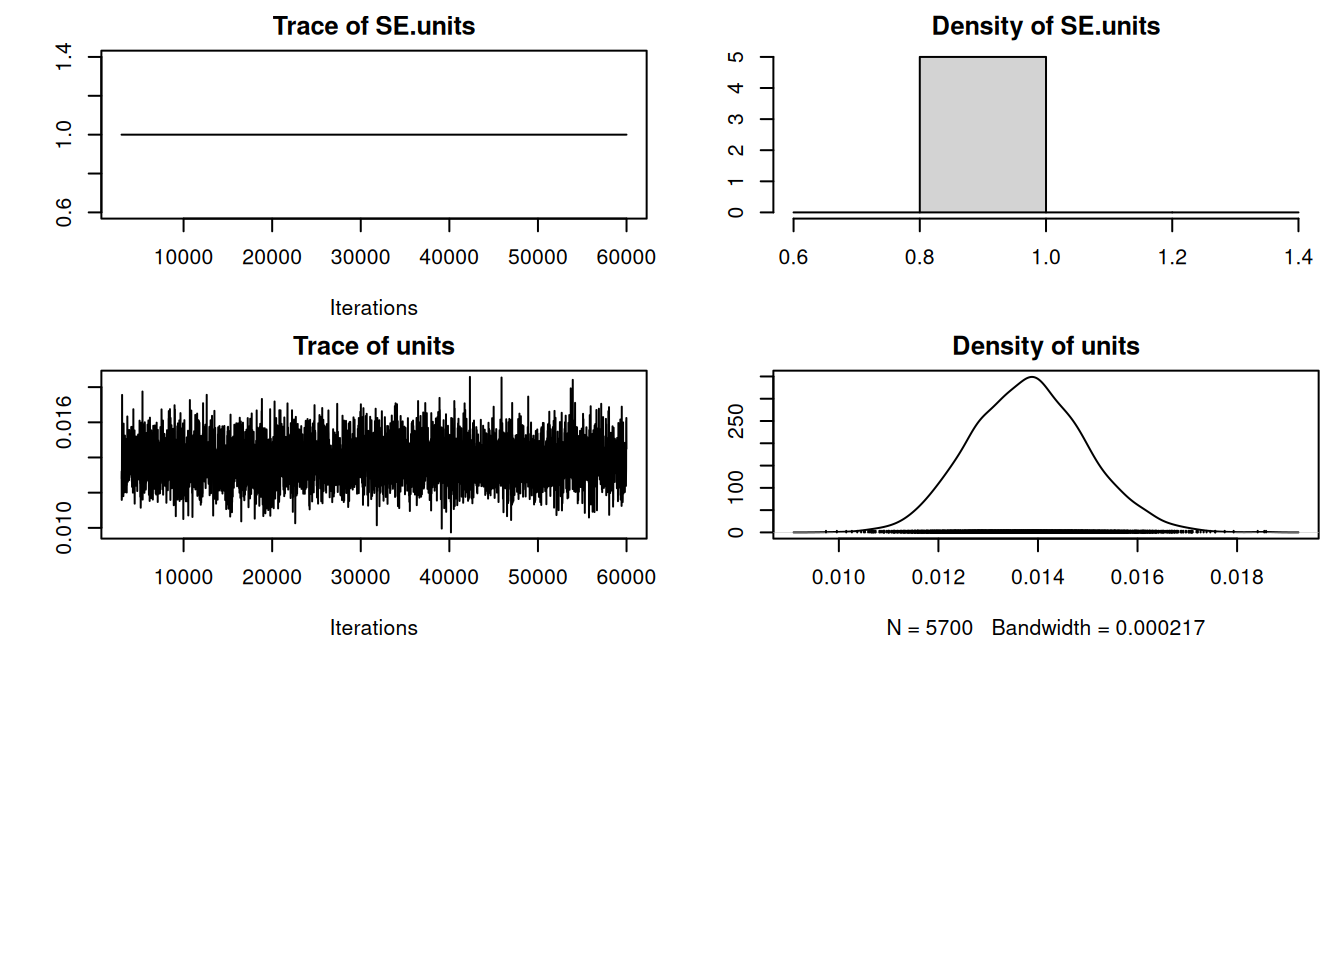 Trace of SE.units
1.4
1.0
0.6
10000 20000 30000 40000 50000 60000
Iterations
Density of SE.units
5
4
3
2
1
0
0.6 0.8 1.0 1.2 1.4
Trace of units
0.016
0.010
10000 20000 30000 40000 50000 60000
Iterations
Density of units
250
100
0
0.010 0.012 0.014 0.016 0.018
N = 5700 Bandwidth = 0.000217